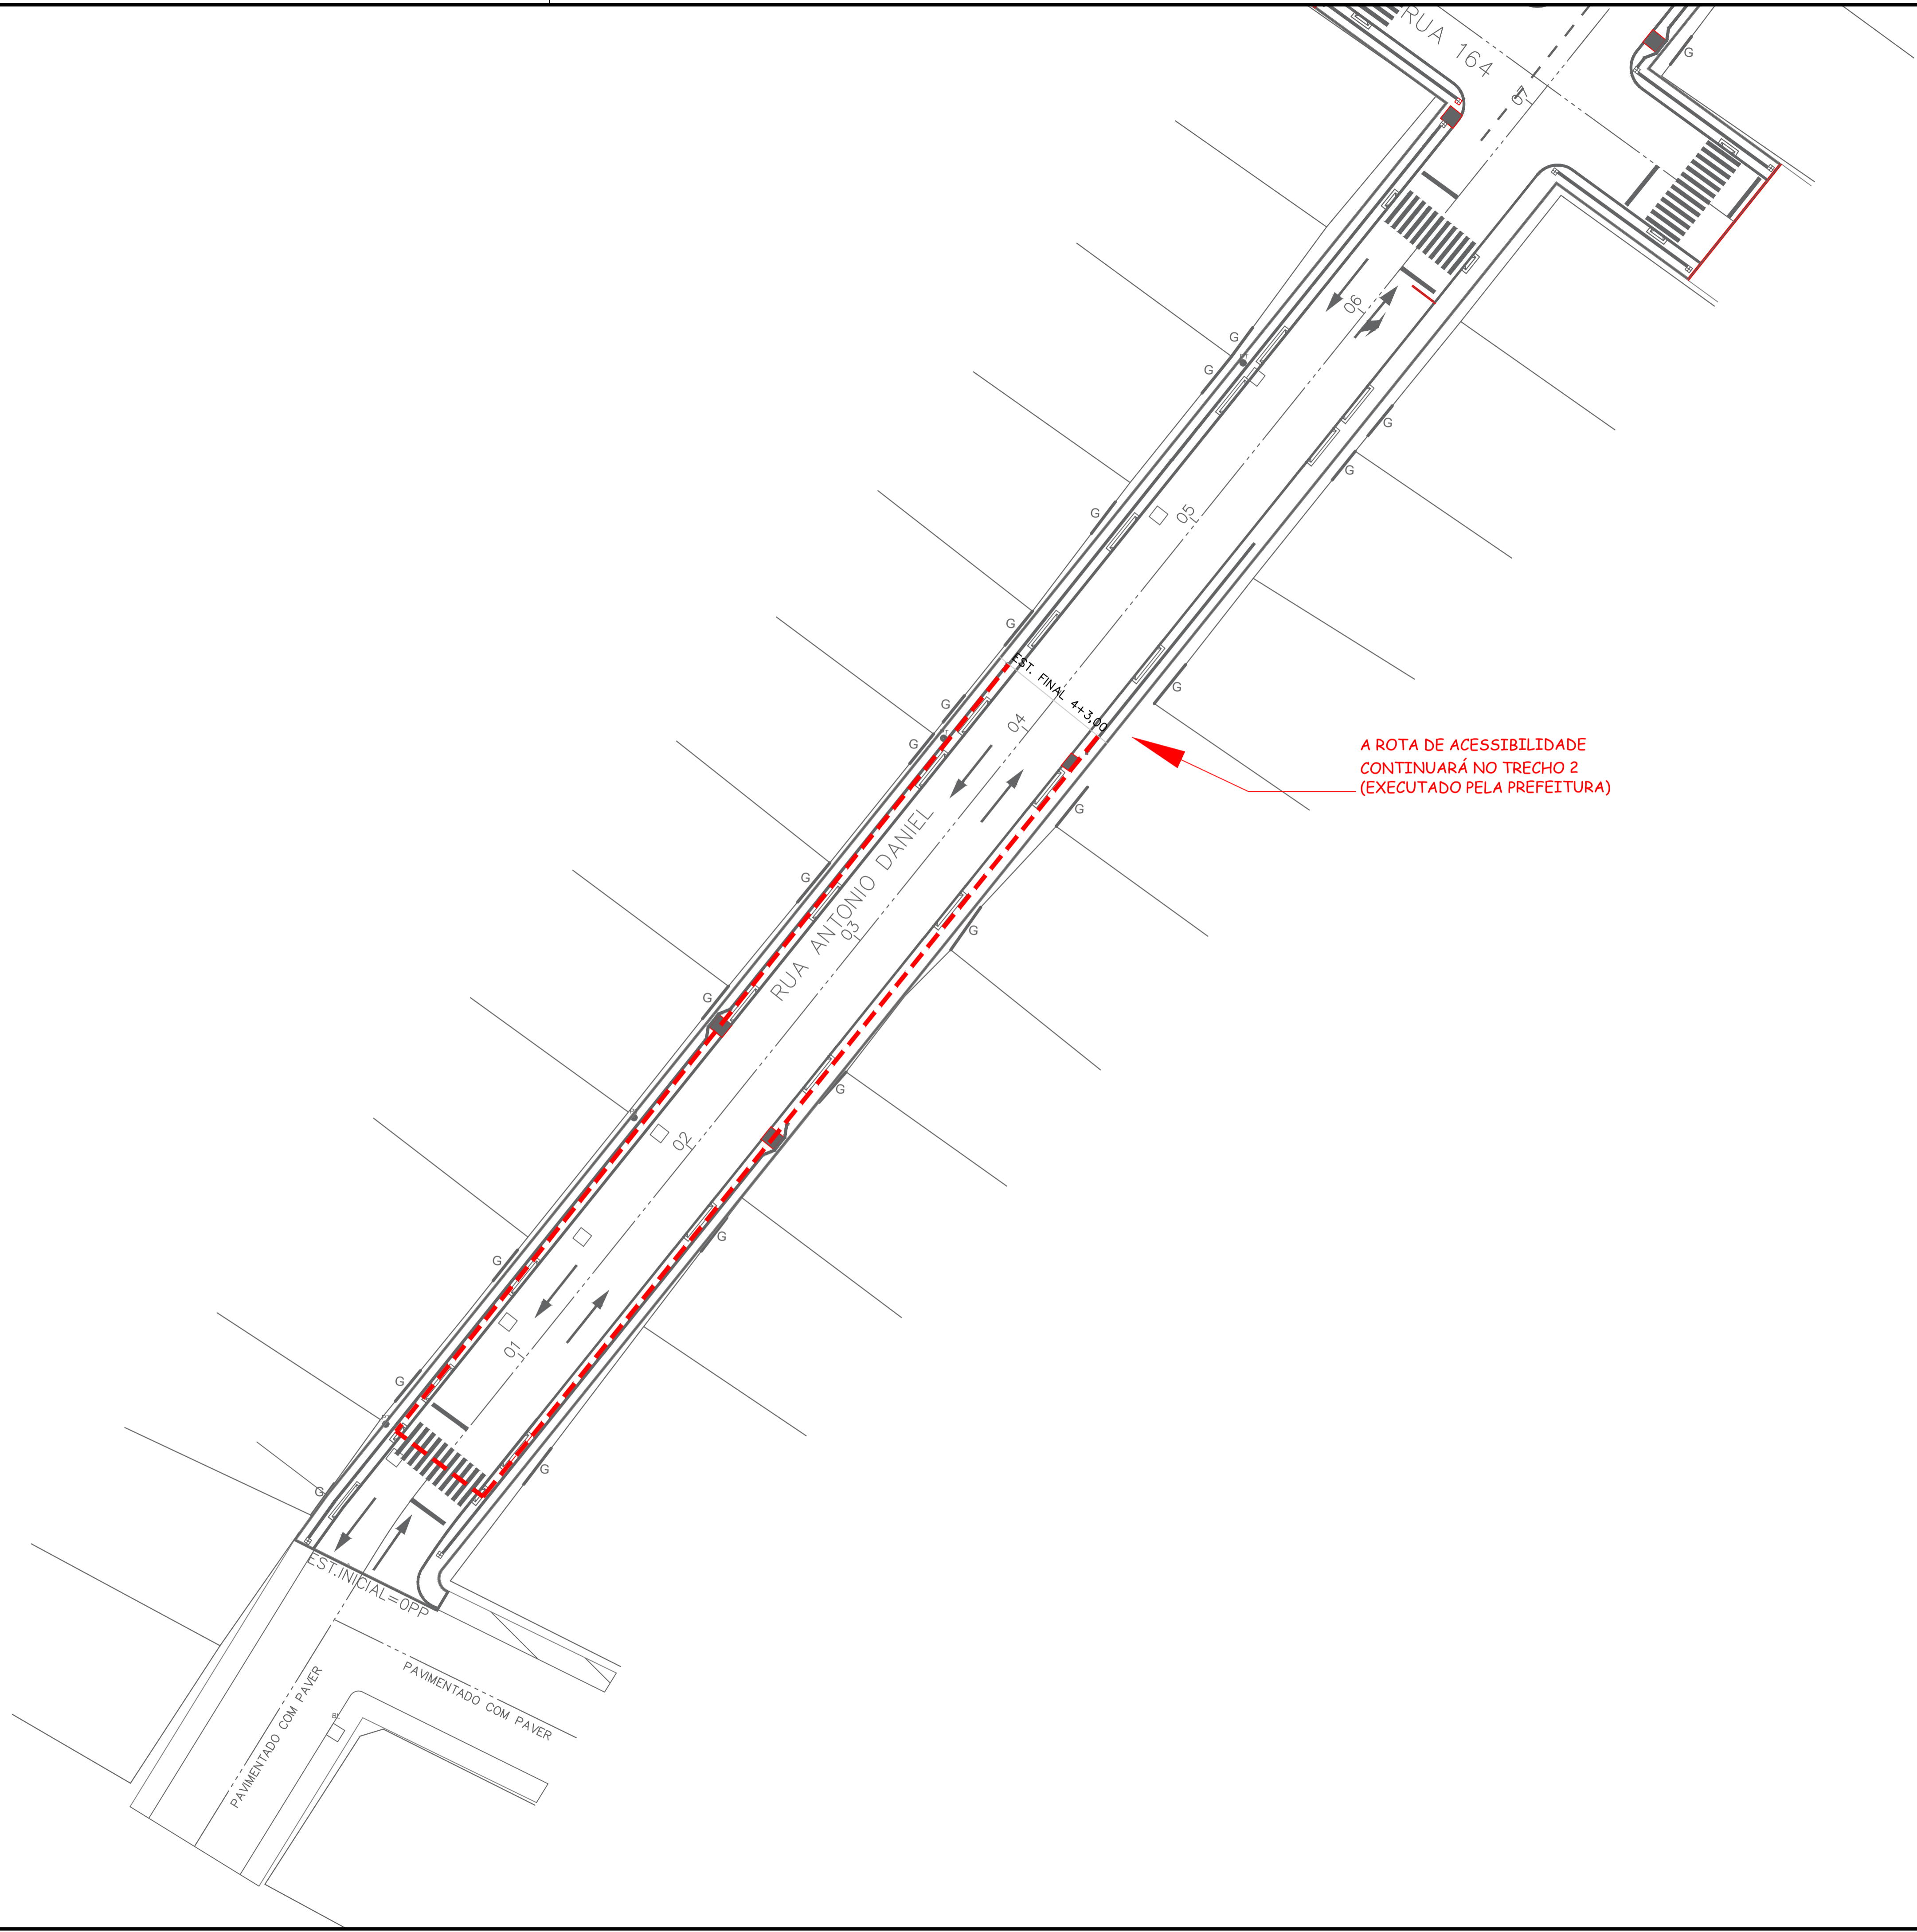 RUA 164
07
G
06
G
G
G
G
G
05
G
G
EST. FINAL 4+3,00
G
G
04
G
A ROTA DE ACESSIBILIDADE
CONTINUARÁ NO TRECHO 2
(EXECUTADO PELA PREFEITURA)
G
RUA ANTONIO DANIEL
G
03
G
G
G
02
G
G
01
G
G
G
EST.INICIAL=0PP
PAVIMENTADO COM PAVER
PAVIMENTADO COM PAVER
BL